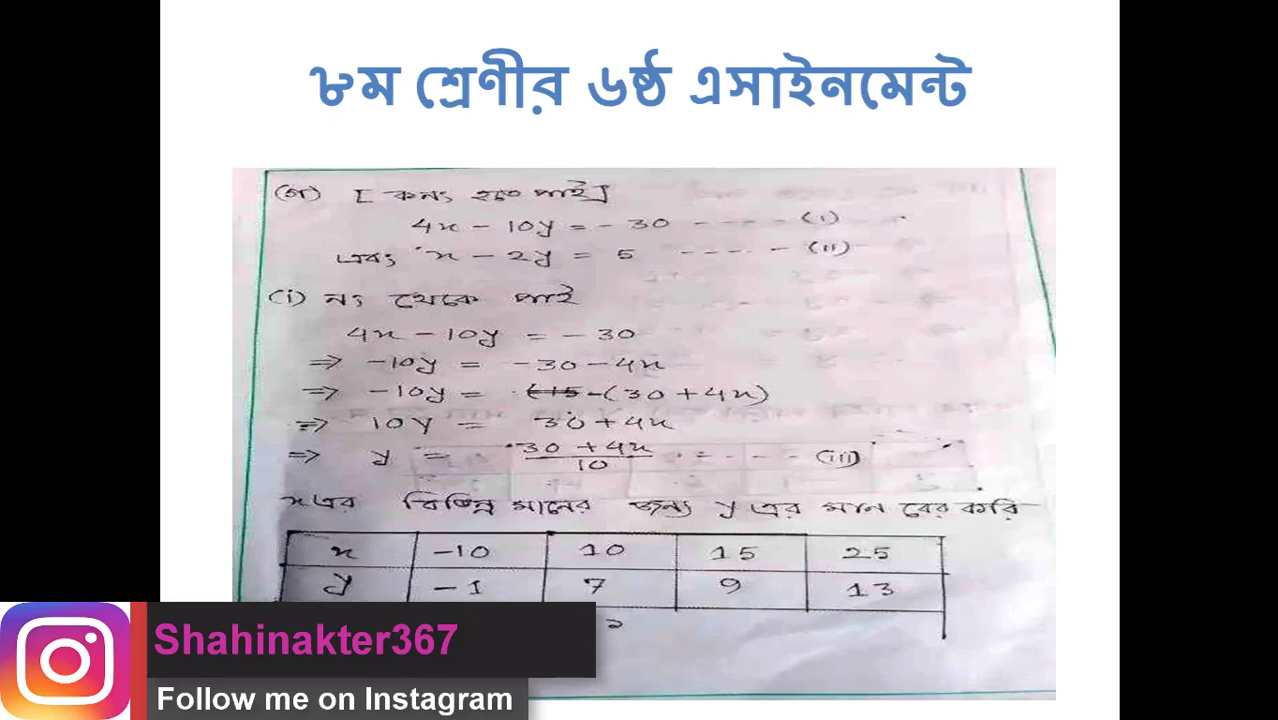 ৮ম শ্রেণীর ৬ষ্ঠ এসাইনমেন্ট
(গ) [ কনং হতে পাই]
4x - 10y = - 30 ----- (i)
এবং x - 2y = 5 ----- (ii)
(i) নং থেকে পাই
4x - 10y = - 30
⇒ -10y = - 30 - 4x
⇒ -10y = -(30 + 4x)
⇒ 10y = 30 + 4x
⇒ y = 30 + 4x / 10 ---- (iii)
x এর বিভিন্ন মানের জন্য y এর মান বের করি
x -10 10 15 25
y -1 7 9 13
Shahinakter367
Follow me on Instagram